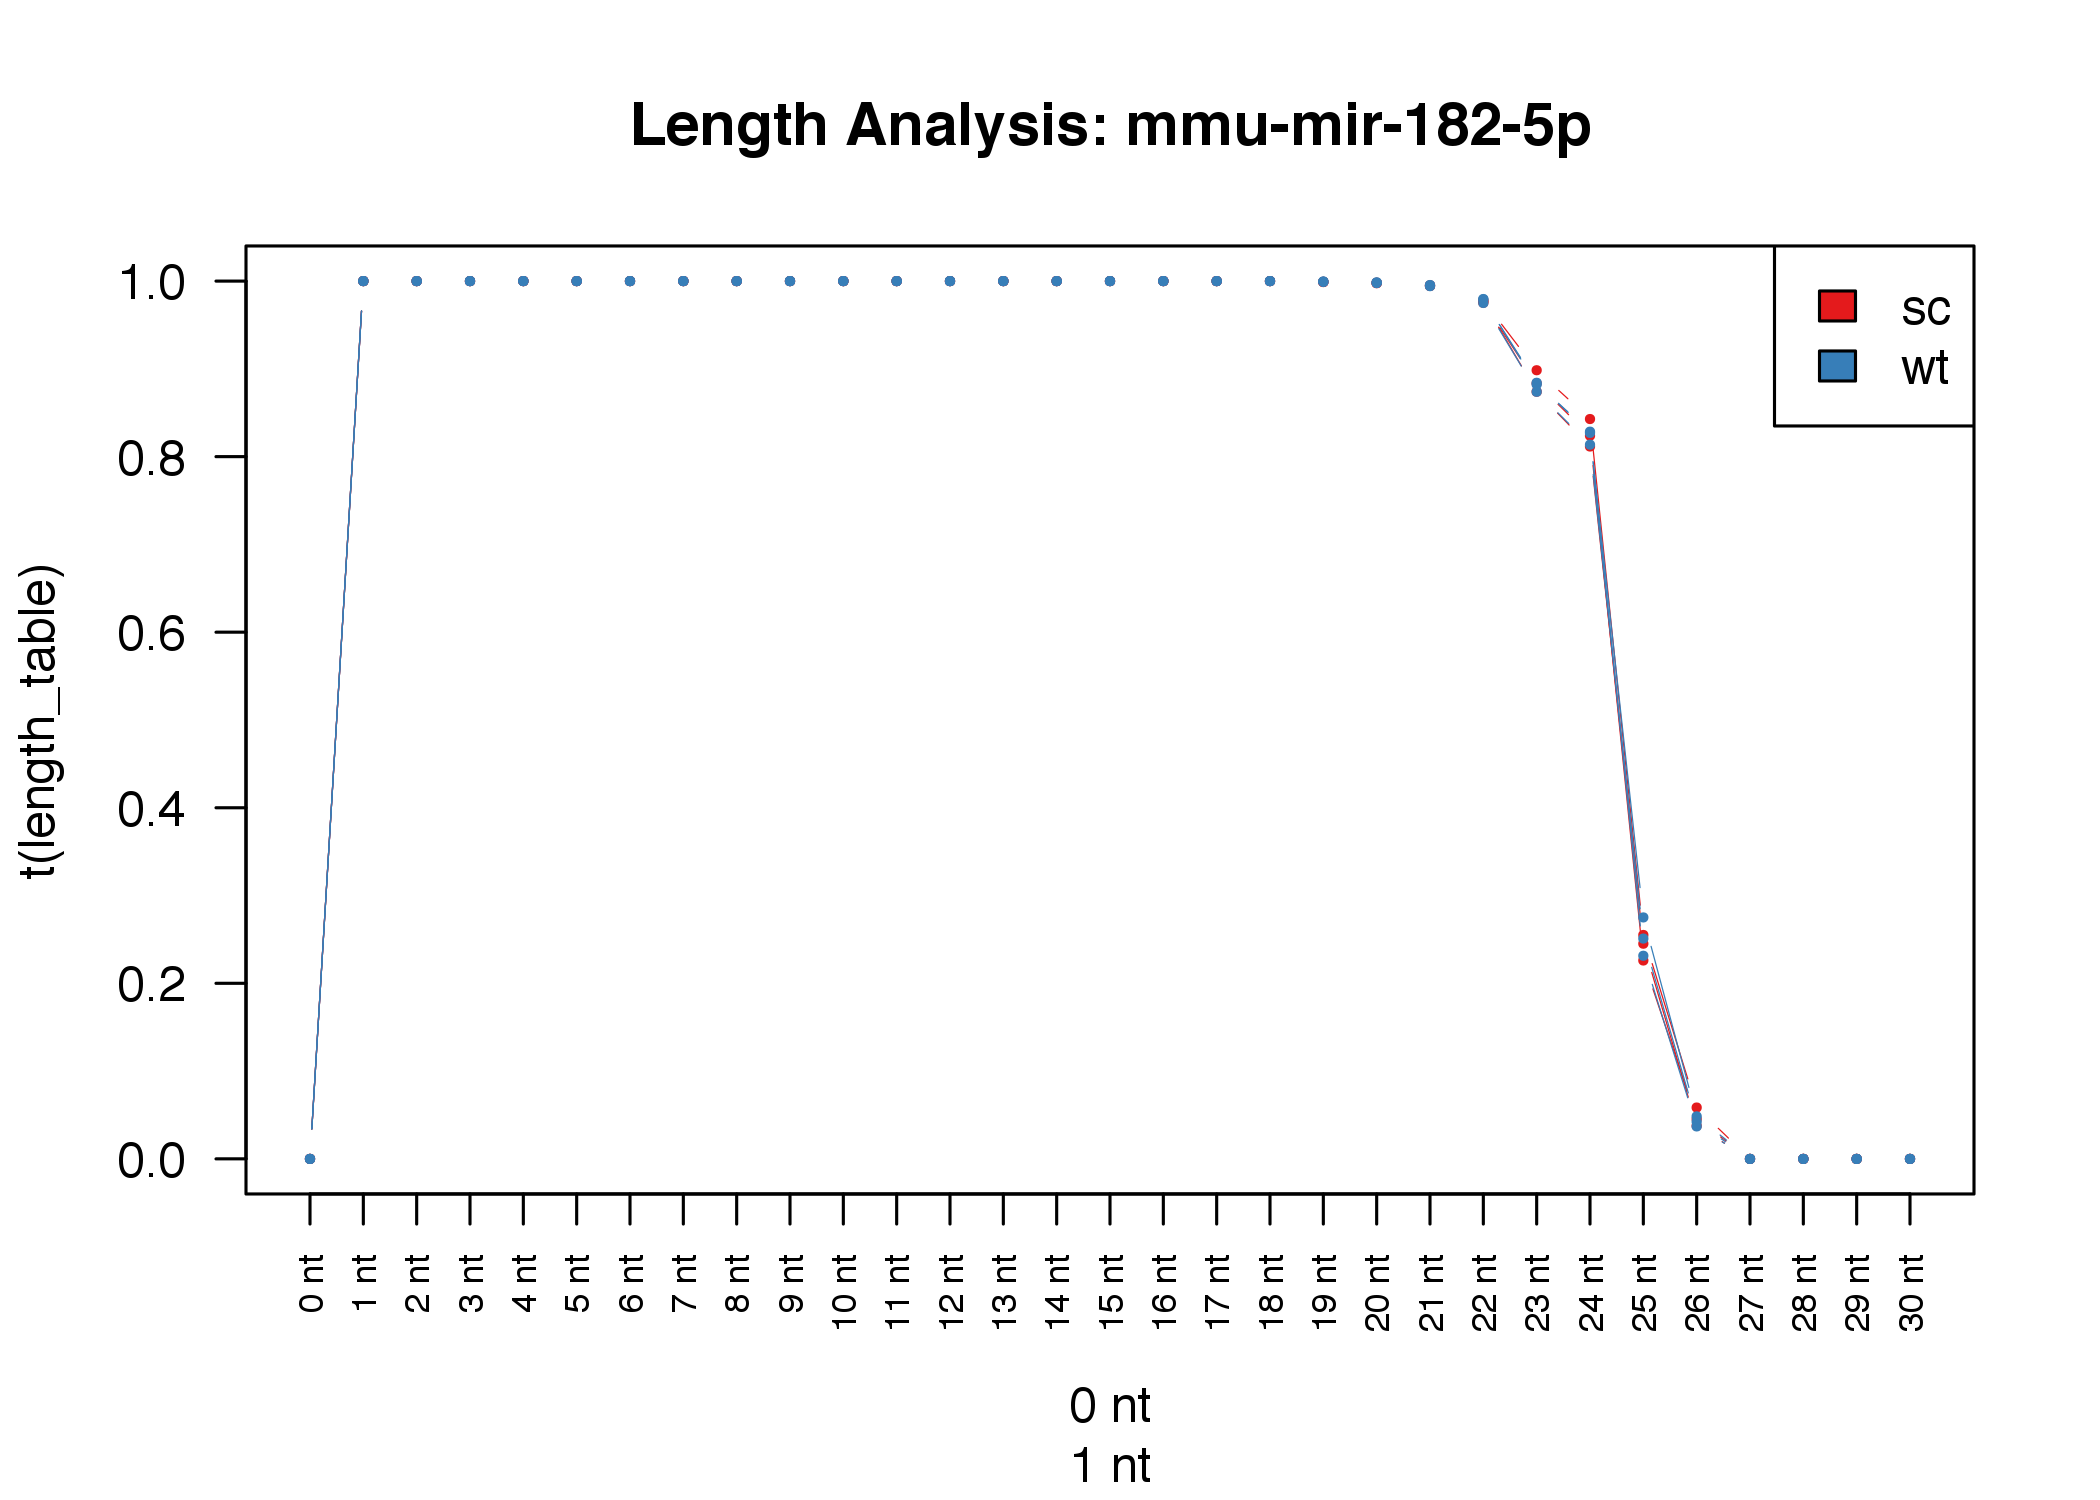 Length Analysis: mmu-mir-182-5p
sc
wt
t(length_table)
1.0
0.8
0.6
0.4
0.2
0.0
0 nt
1 nt
2 nt
3 nt
4 nt
5 nt
6 nt
7 nt
8 nt
9 nt
10 nt
11 nt
12 nt
13 nt
14 nt
15 nt
16 nt
17 nt
18 nt
19 nt
20 nt
21 nt
22 nt
23 nt
24 nt
25 nt
26 nt
27 nt
28 nt
29 nt
30 nt
0 nt
1 nt